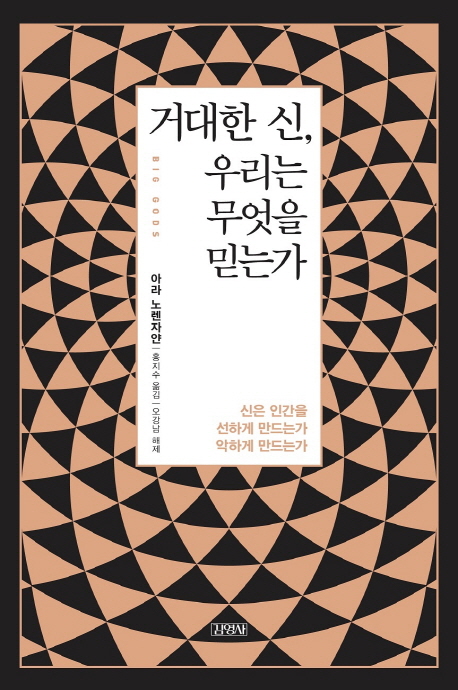 거대한 신,
우리는
무엇을
믿는가
BIG GODS
아라 노렌자얀 | 홍지수 옮김 | 오강남 해제
신은 인간을
선하게 만드는가
악하게 만드는가
김영사